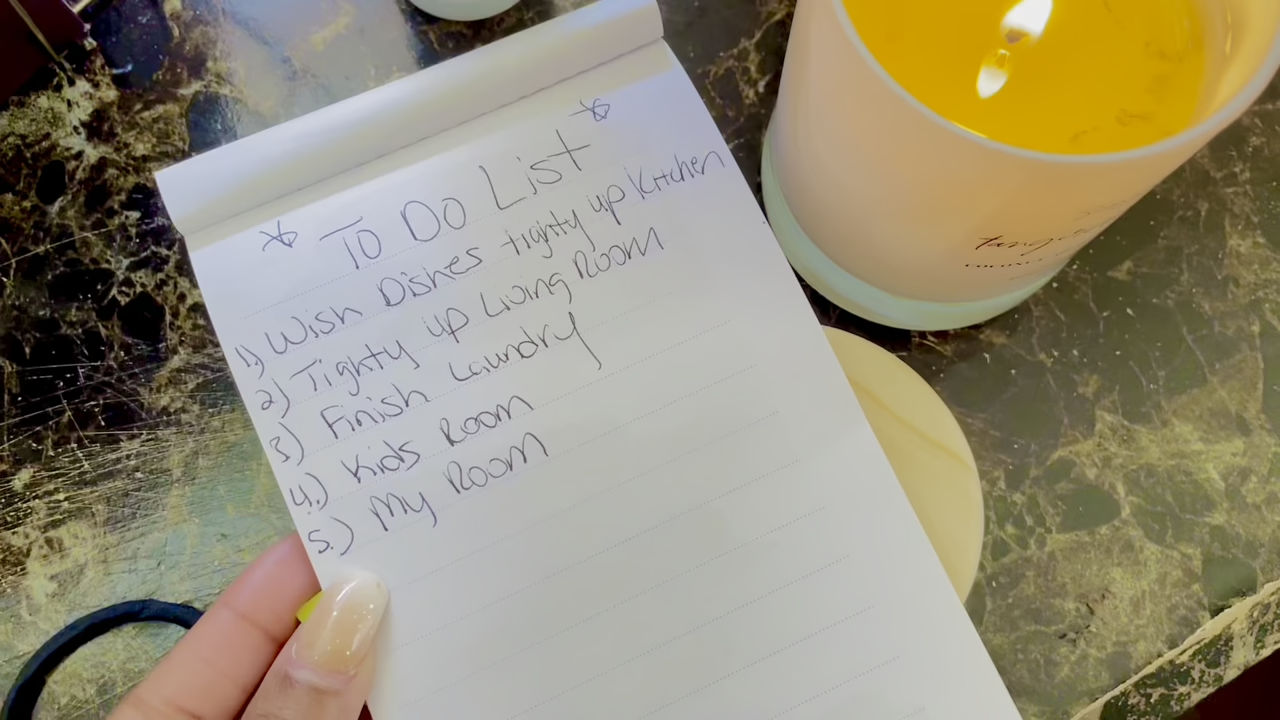 To Do List
1.) Wish Dishes tighty up Kitchen
2) Tighty up Living Room
3) Finish Laundry
4.) Kids Room
5.) My Room